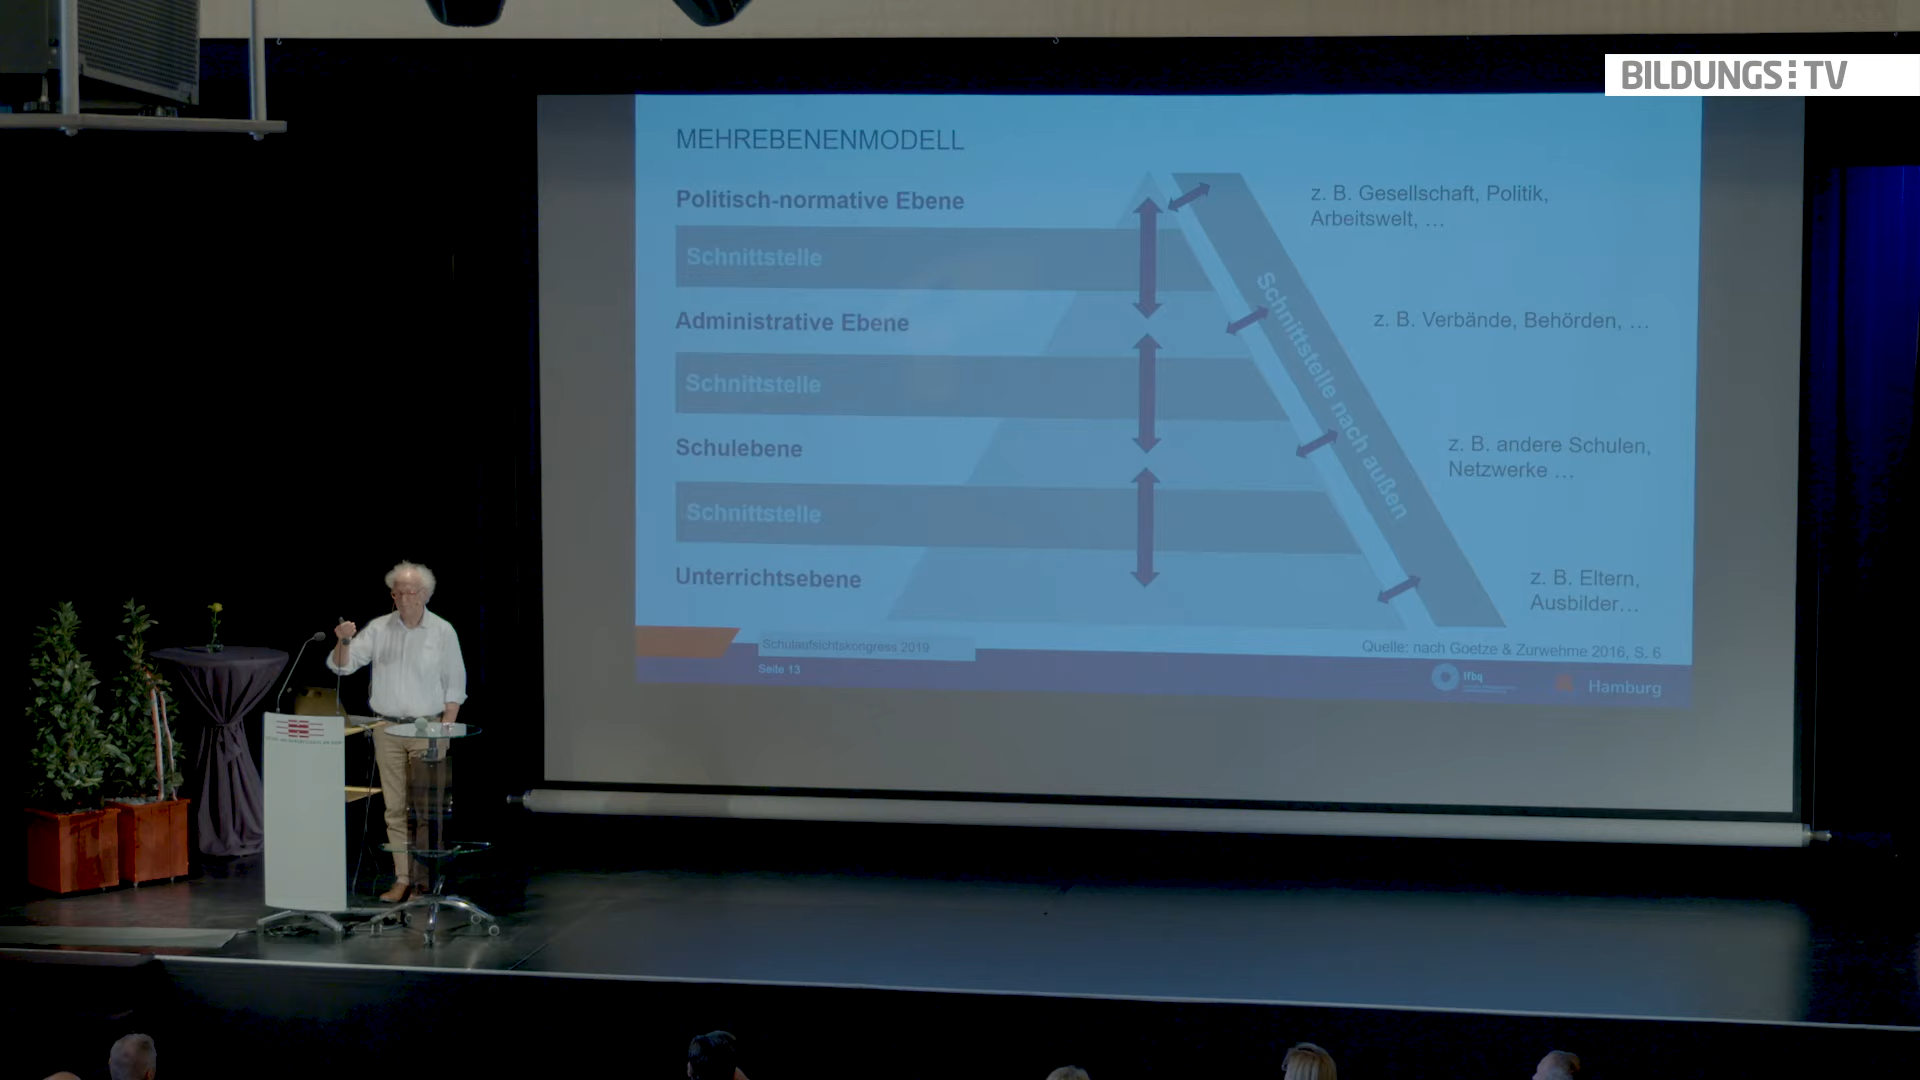 BILDUNGS TV
MEHREBENENMODELL
Politisch-normative Ebene
z. B. Gesellschaft, Politik,
Arbeitswelt, …
Schnittstelle
Administrative Ebene
z. B. Verbände, Behörden, …
Schnittstelle
Schnittstelle nach außen
Schulebene
z. B. andere Schulen,
Netzwerke …
Schnittstelle
Unterrichtsebene
z. B. Eltern,
Ausbilder…
Schulaufsichtskongress 2019
Quelle: nach Goetze & Zurwehme 2016, S. 6
Seite 13
ifbq
Hamburg